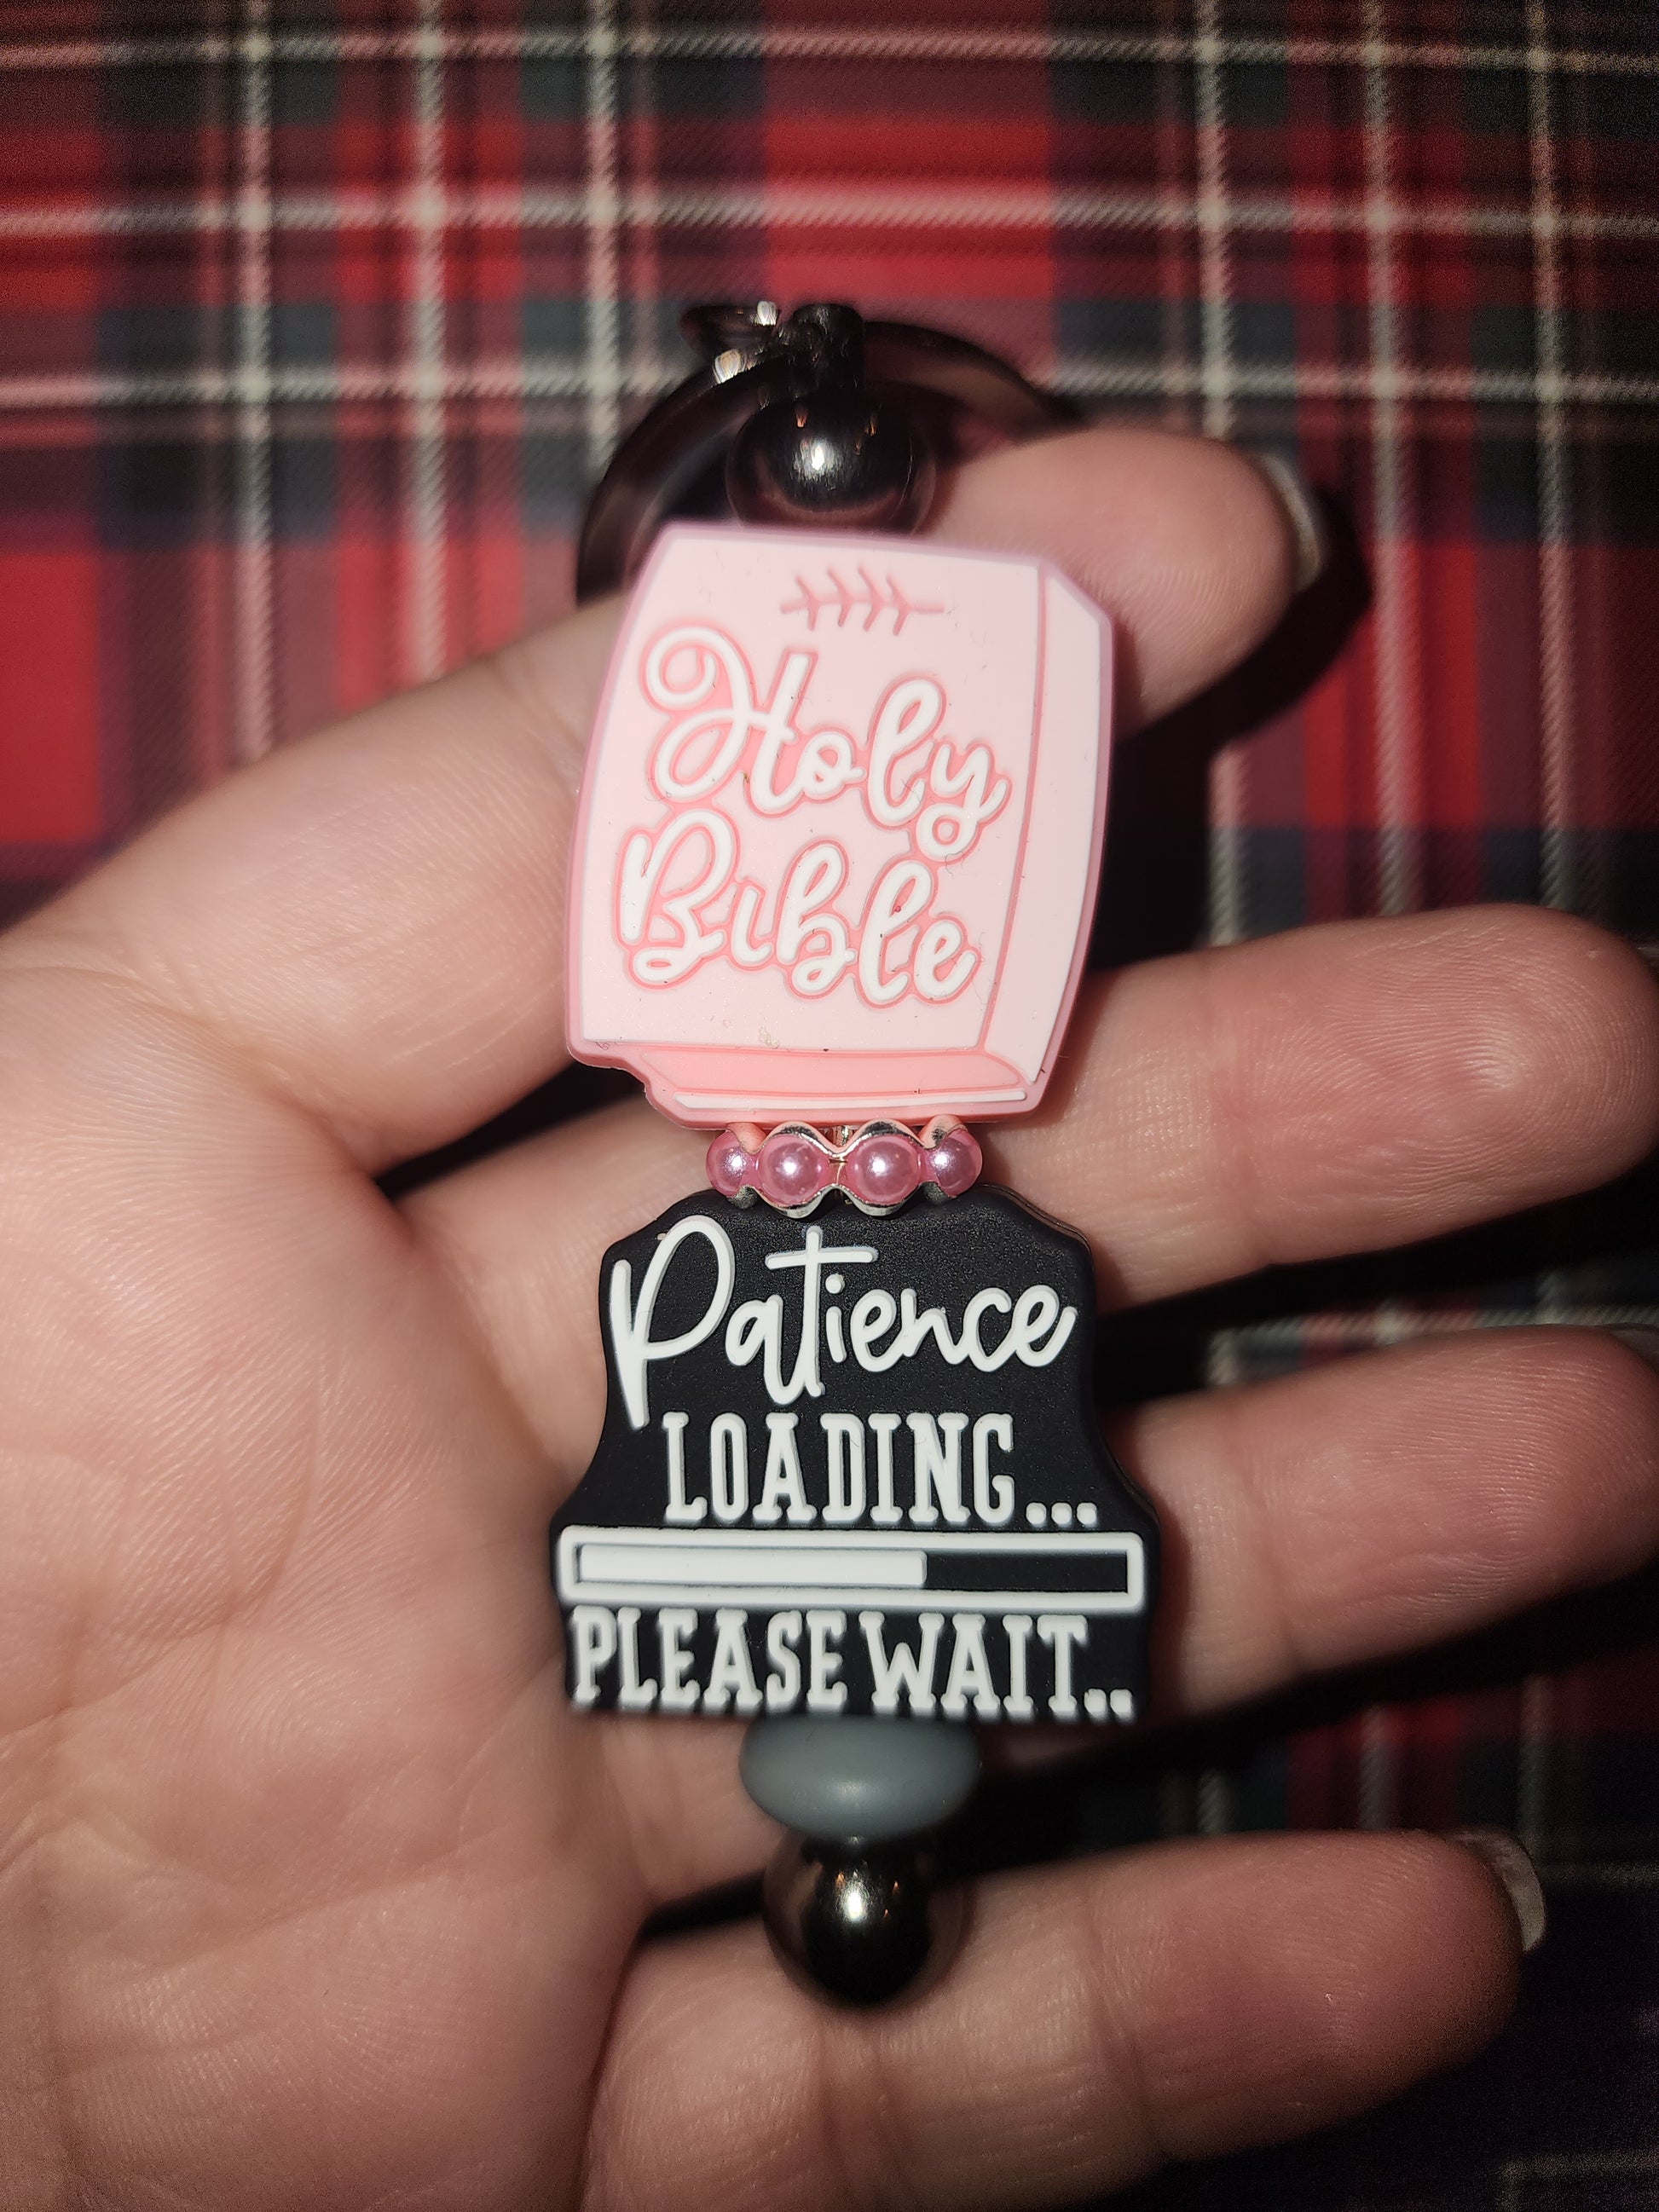 Holy
Bible
Patience
LOADING...
PLEASE WAIT..